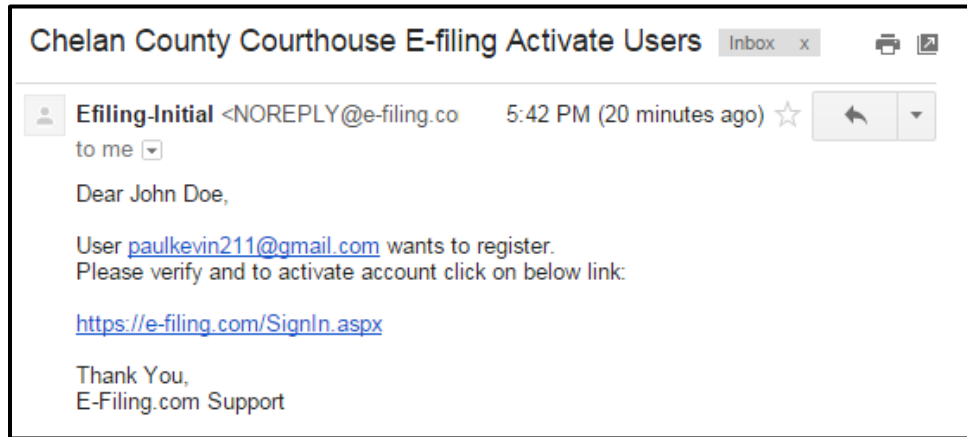 Chelan County Courthouse E-filing Activate Users Inbox x
Efiling-Initial <NOREPLY@e-filing.co 5:42 PM (20 minutes ago)
to me
Dear John Doe,
User paulkevin211@gmail.com wants to register.
Please verify and to activate account click on below link:
https://e-filing.com/SignIn.aspx
Thank You,
E-Filing.com Support